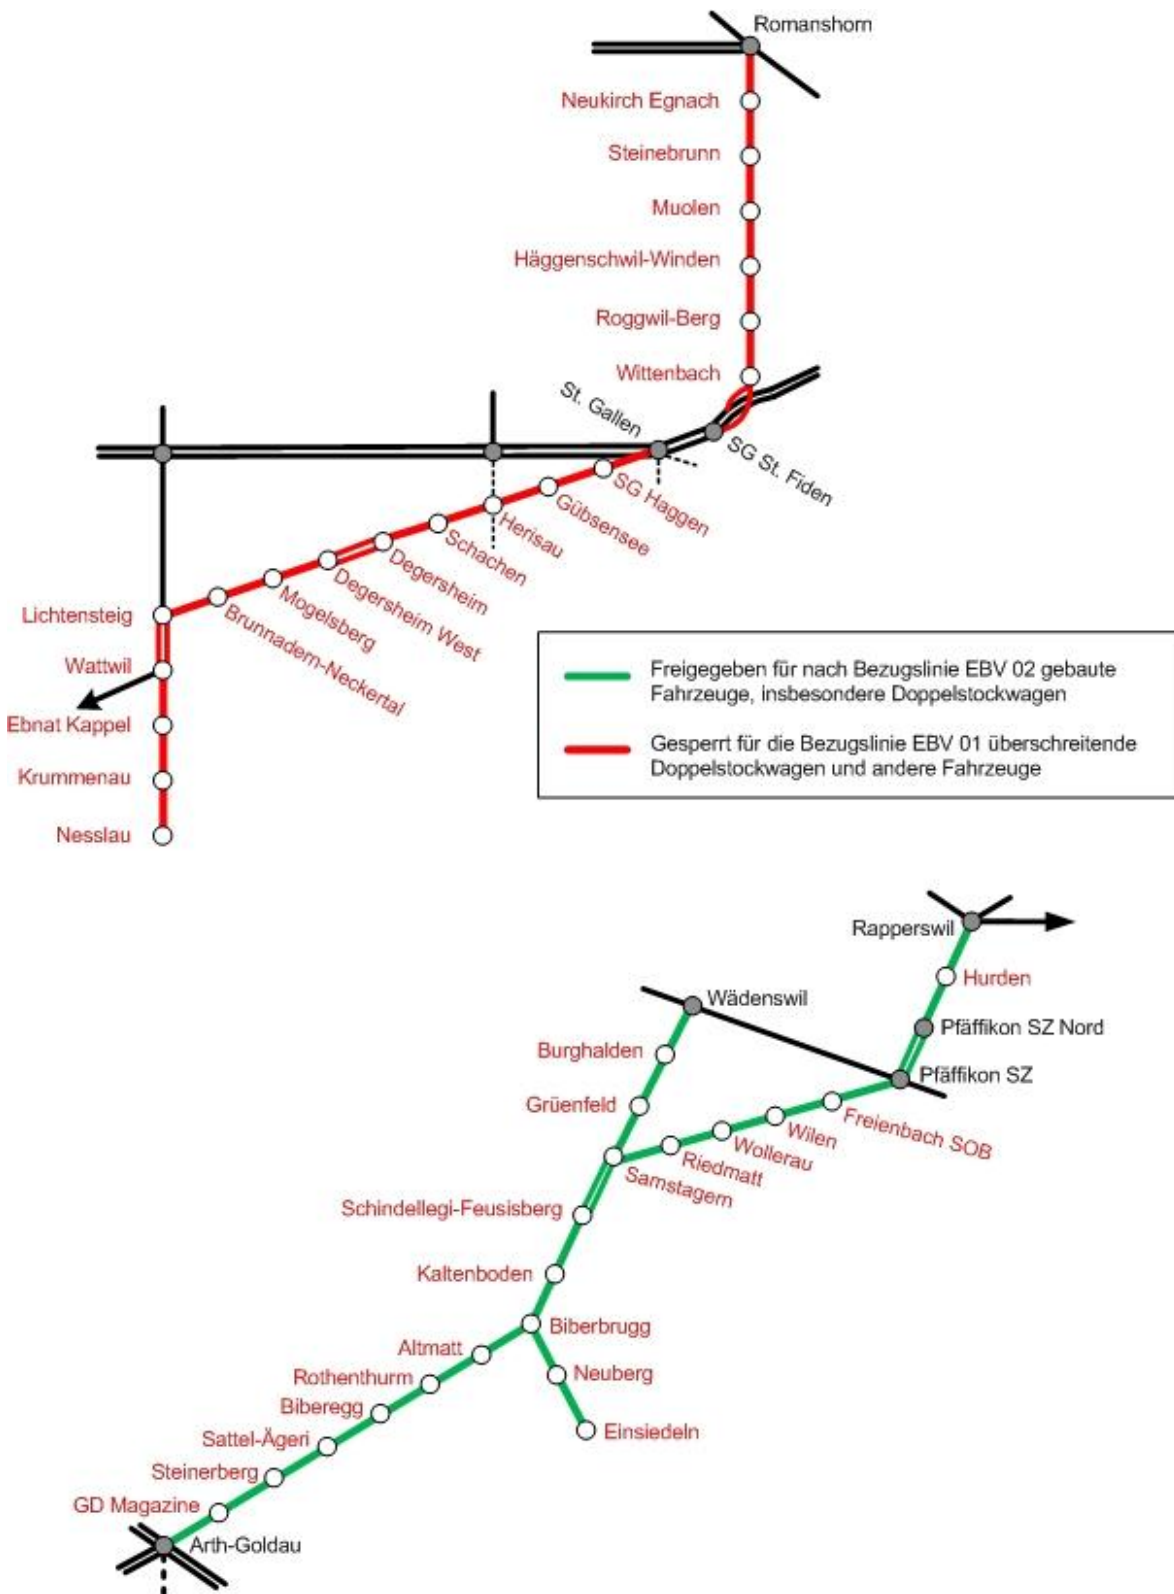 Romanshorn
Neukirch Egnach
Steinebrunn
Muolen
Häggenschwil-Winden
Roggwil-Berg
Wittenbach
St. Gallen
SG St. Fiden
SG Haggen
Gübsensee
Herisau
Schachen
Degersheim
Degersheim West
Mogelsberg
Brunnadern-Neckertal
Lichtensteig
Wattwil
Ebnat Kappel
Krummenau
Nesslau
Freigegeben für nach Bezugslinie EBV 02 gebaute
Fahrzeuge, insbesondere Doppelstockwagen
Gesperrt für die Bezugslinie EBV 01 überschreitende
Doppelstockwagen und andere Fahrzeuge
Rapperswil
Hurden
Wädenswil
Pfäffikon SZ Nord
Burghalden
Pfäffikon SZ
Grüenfeld
Freienbach SOB
Wilen
Wollerau
Riedmatt
Samstagern
Schindellegi-Feusisberg
Kaltenboden
Biberbrugg
Altmatt
Neuberg
Rothenthurm
Biberegg
Einsiedeln
Sattel-Ägeri
Steinerberg
GD Magazine
Arth-Goldau